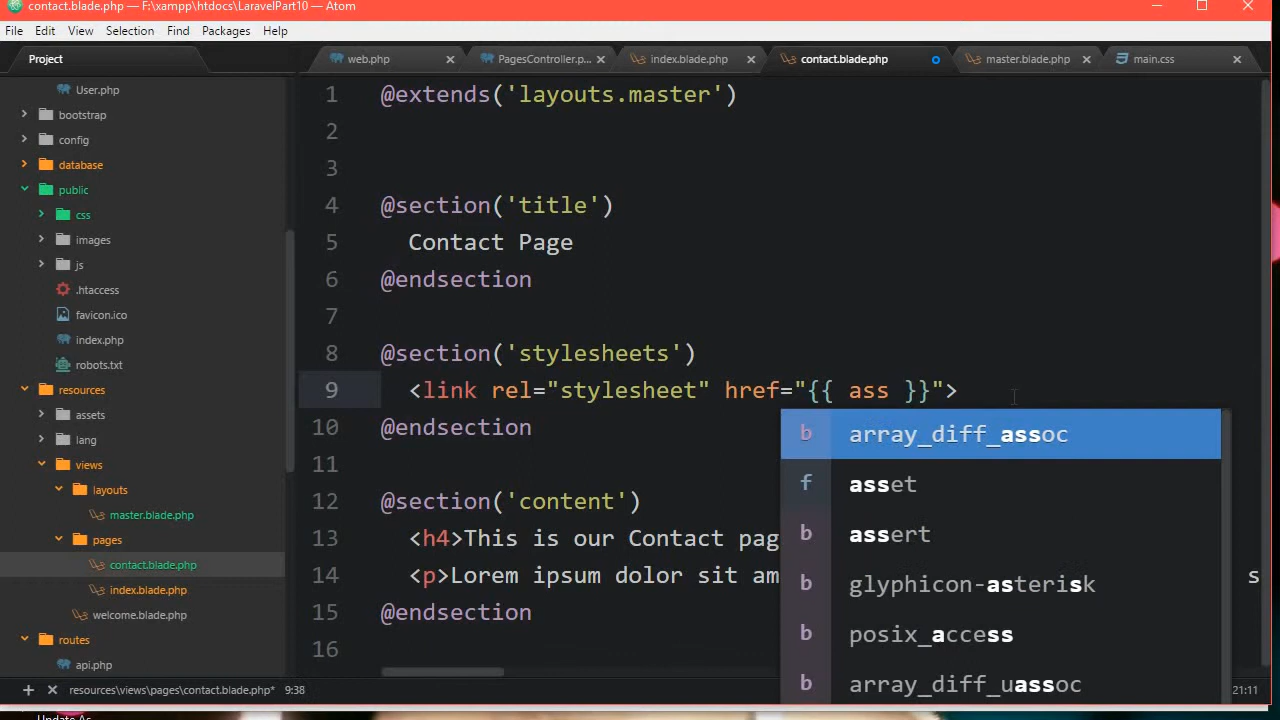 contact.blade.php — F:\xampp\htdocs\LaravelPart10 — Atom
File Edit View Selection Find Packages Help
Project
web.php PagesController.p... index.blade.php contact.blade.php master.blade.php main.css
User.php
bootstrap
config
database
public
css
images
js
.htaccess
favicon.ico
index.php
robots.txt
resources
assets
lang
views
layouts
master.blade.php
pages
contact.blade.php
index.blade.php
welcome.blade.php
routes
api.php
1 @extends('layouts.master')
2
3
4 @section('title')
5 Contact Page
6 @endsection
7
8 @section('stylesheets')
9 <link rel="stylesheet" href="{{ ass }}">
10 @endsection
11
12 @section('content')
13 <h4>This is our Contact pag
14 <p>Lorem ipsum dolor sit am s
15 @endsection
16
b array_diff_assoc
f asset
b assert
b glyphicon-asterisk
b posix_access
b array_diff_uassoc
resources\views\pages\contact.blade.php* 9:38 21:11
Update As